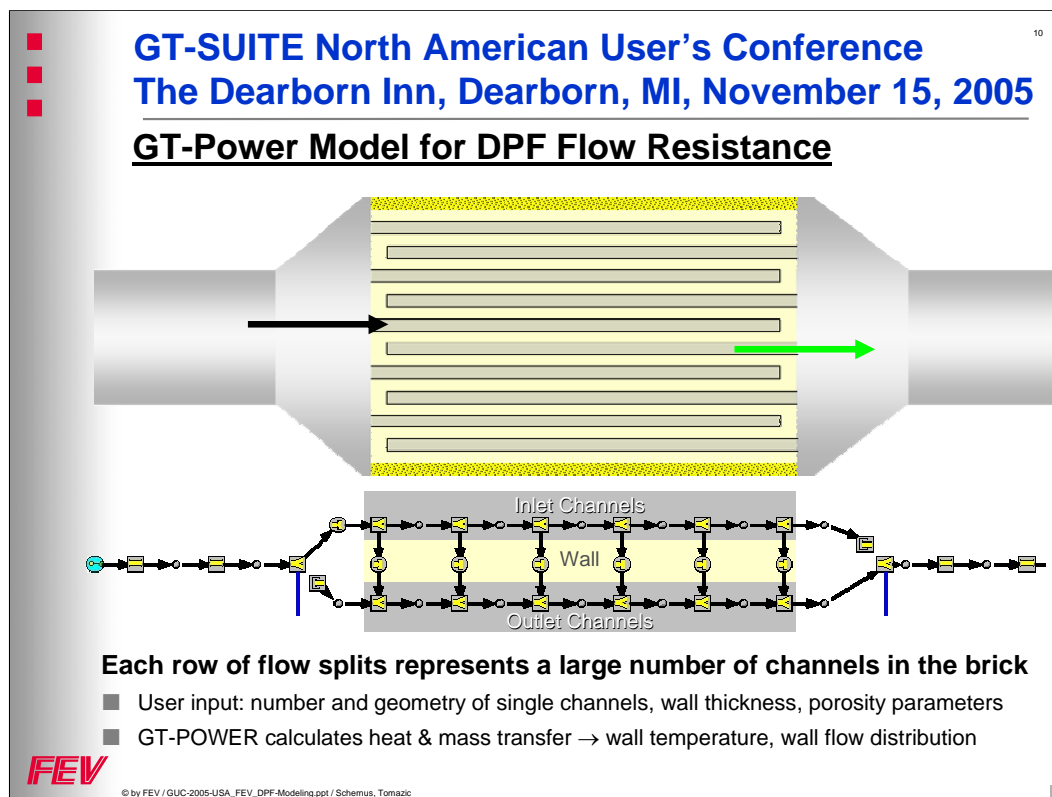 10
GT-SUITE North American User's Conference
The Dearborn Inn, Dearborn, MI, November 15, 2005
GT-Power Model for DPF Flow Resistance
Inlet Channels
Wall
Outlet Channels
Each row of flow splits represents a large number of channels in the brick
■ User input: number and geometry of single channels, wall thickness, porosity parameters
■ GT-POWER calculates heat & mass transfer → wall temperature, wall flow distribution
FEV
© by FEV / GUC-2005-USA_FEV_DPF-Modeling.ppt / Schemus, Tomazic